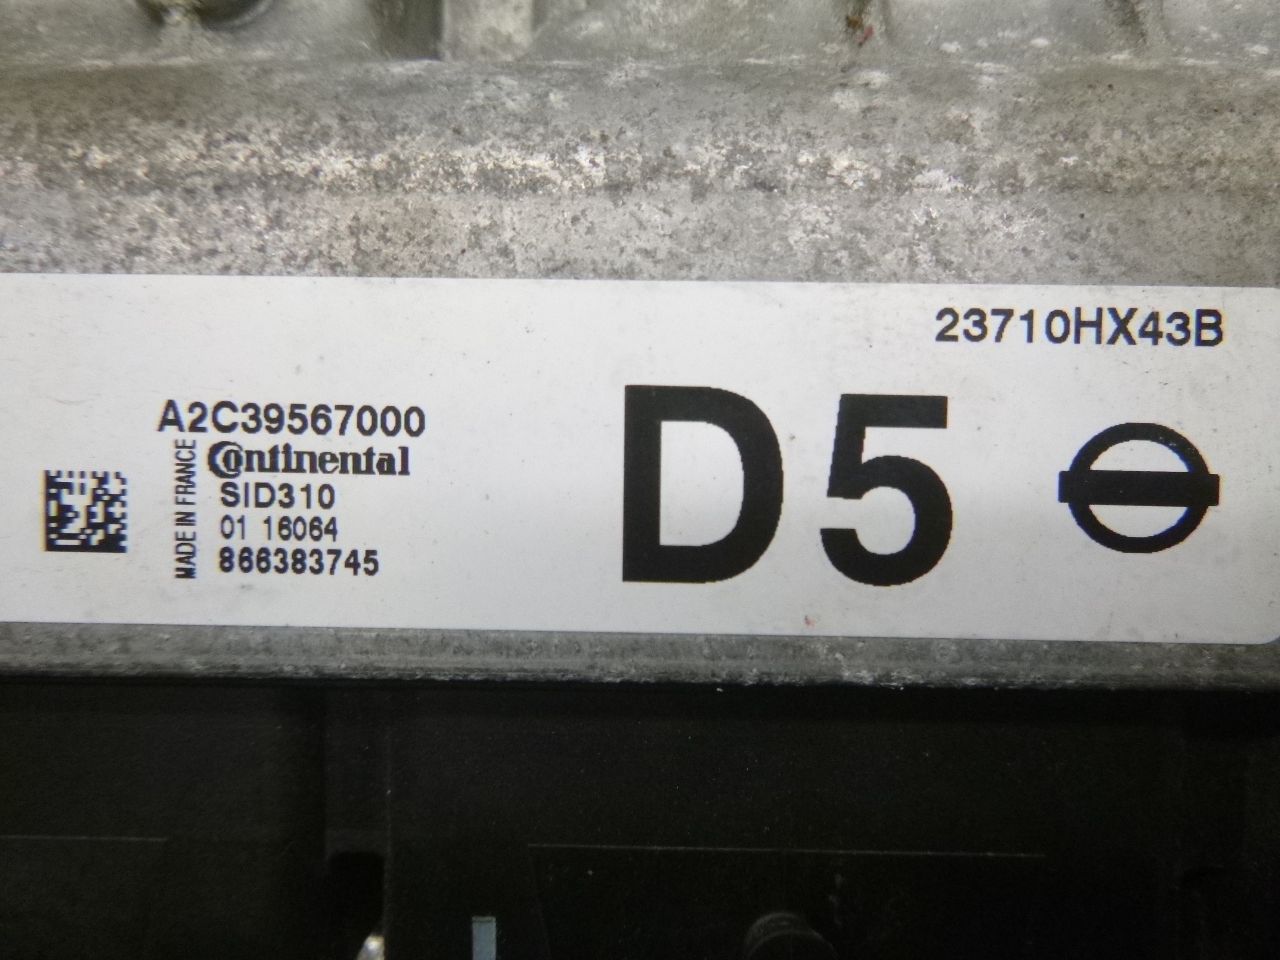 23710HX43B
A2C39567000
MADE IN FRANCE
Continental
SID310
01 16064
866383745
D5